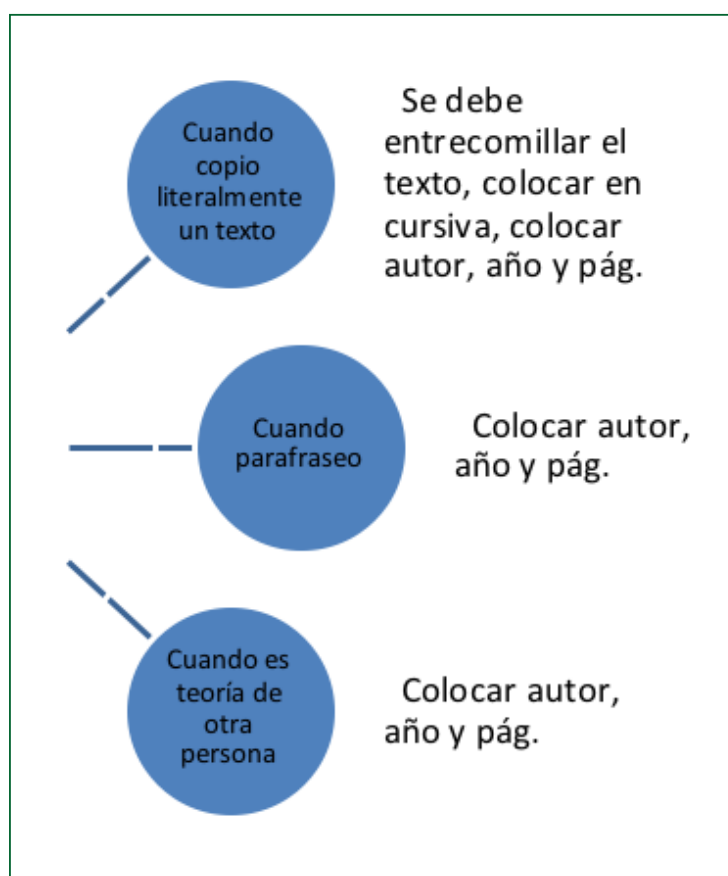 Cuando
copio
literalmente
un texto
Se debe
entrecomillar el
texto, colocar en
cursiva, colocar
autor, año y pág.
Cuando
parafraseo
Colocar autor,
año y pág.
Cuando es
teoría de
otra
persona
Colocar autor,
año y pág.